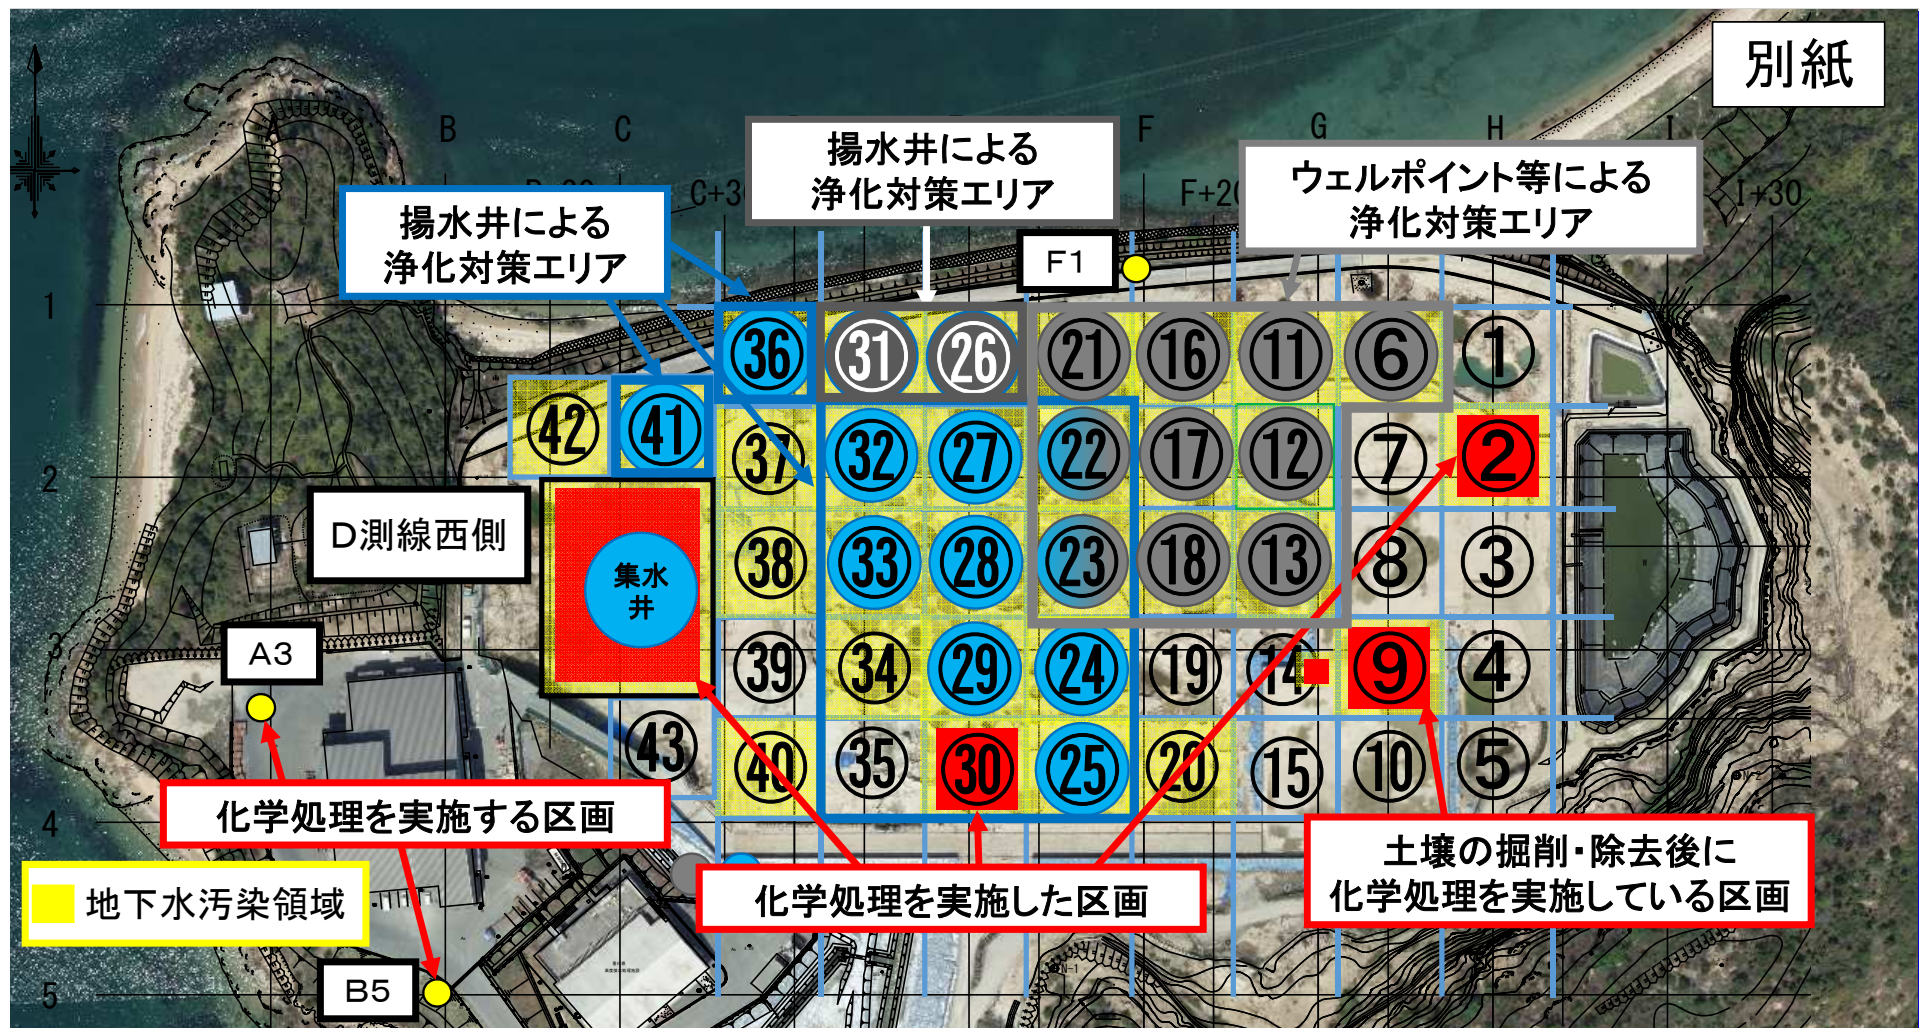 別紙
B
C
F
G
H
I
C+30
F+20
I+30
揚水井による
浄化対策エリア
ウェルポイント等による
浄化対策エリア
揚水井による
浄化対策エリア
F1
1
㊱
㉛
㉖
㉑
⑯
⑪
⑥
①
㊷
㊶
㊲
㉜
㉗
㉒
⑰
⑫
⑦
②
2
D測線西側
集水
井
㊳
㉝
㉘
㉓
⑱
⑬
⑧
③
3
A3
㊴
㉞
㉙
㉔
⑲
⑭
⑨
④
㊸
㊵
㉟
㉚
㉕
⑳
⑮
⑩
⑤
化学処理を実施する区画
4
土壌の掘削・除去後に
化学処理を実施している区画
化学処理を実施した区画
地下水汚染領域
B5
5
N-1
N-2